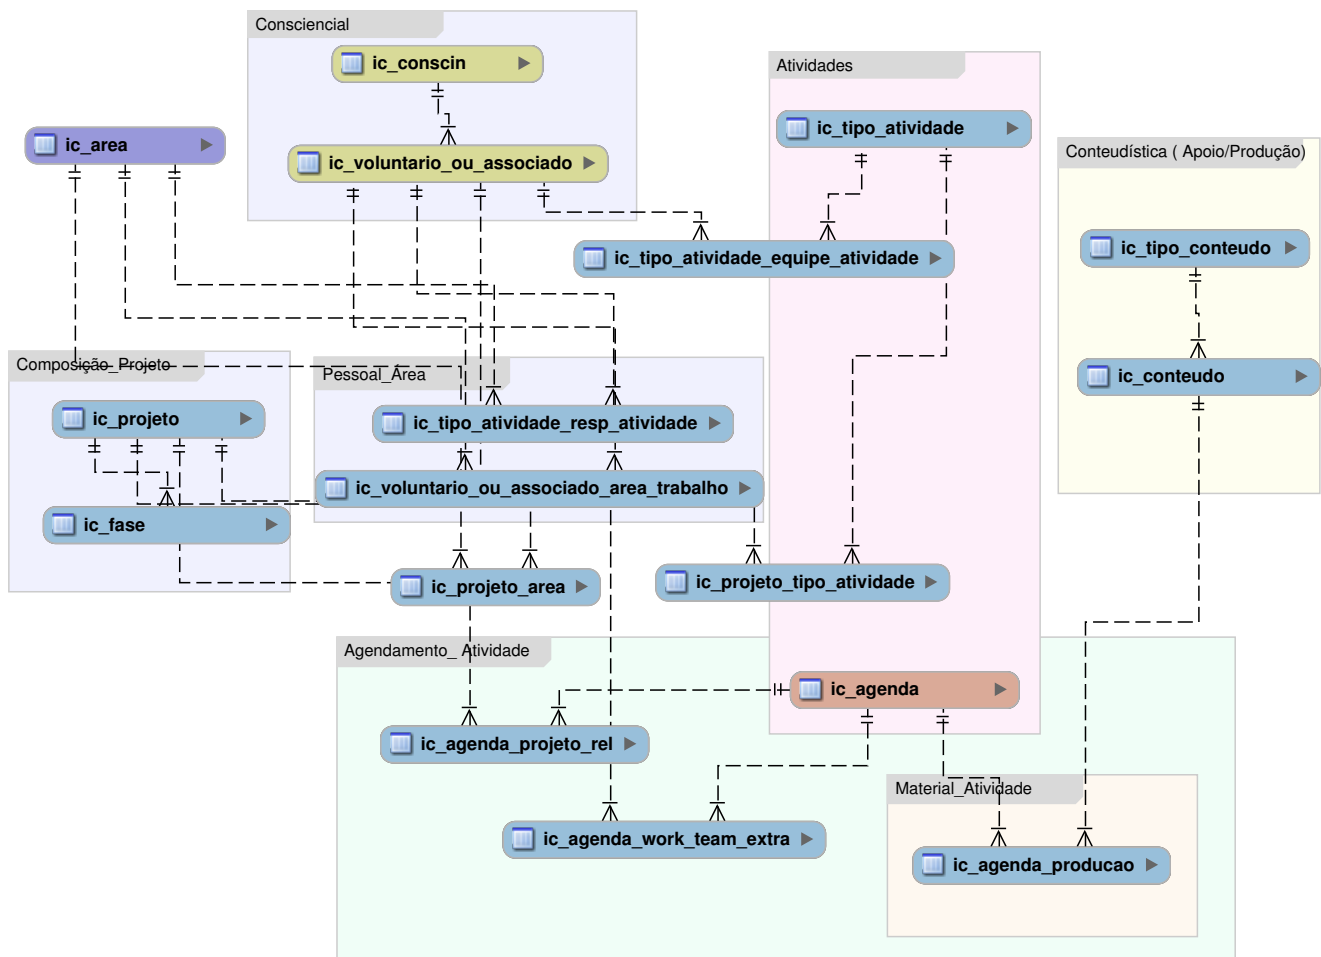 Consciencial
ic_conscin
Atividades
ic_tipo_atividade
ic_area
ic_voluntario_ou_associado
Conteudística ( Apoio/Produção)
ic_tipo_conteudo
ic_tipo_atividade_equipe_atividade
Composição_Projeto
Pessoal_Área
ic_conteudo
ic_projeto
ic_tipo_atividade_resp_atividade
ic_voluntario_ou_associado_area_trabalho
ic_fase
ic_projeto_area
ic_projeto_tipo_atividade
Agendamento_ Atividade
ic_agenda
ic_agenda_projeto_rel
Material_Atividade
ic_agenda_work_team_extra
ic_agenda_producao